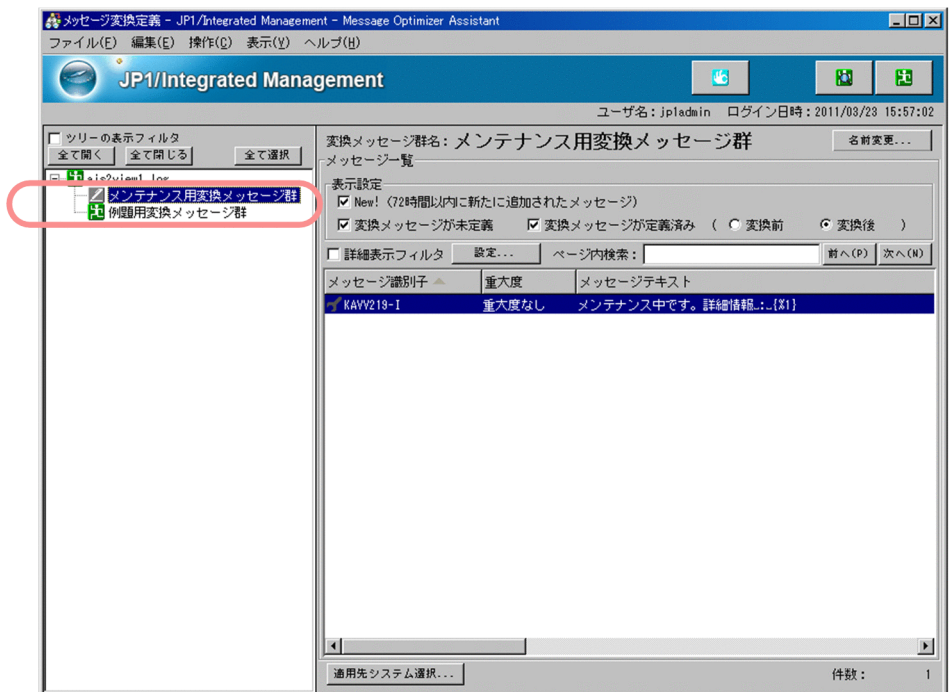 メッセージ変換定義 - JP1/Integrated Management - Message Optimizer Assistant
ファイル(F) 編集(E) 操作(C) 表示(V) ヘルプ(H)
JP1/Integrated Management
ユーザ名:jp1admin ログイン日時:2011/03/23 15:57:02
ツリーの表示フィルタ
全て開く 全て閉じる 全て選択
ajs2view1.log
メンテナンス用変換メッセージ群
例題用変換メッセージ群
変換メッセージ群名:メンテナンス用変換メッセージ群 名前変更...
メッセージ一覧
表示設定
New!(72時間以内に新たに追加されたメッセージ)
変換メッセージが未定義 変換メッセージが定義済み ( 変換前 変換後 )
詳細表示フィルタ 設定... ページ内検索: 前へ(P) 次へ(N)
メッセージ識別子 重大度 メッセージテキスト
KAVV219-I 重大度なし メンテナンス中です。詳細情報_:_{%1}
適用先システム選択... 件数: 1